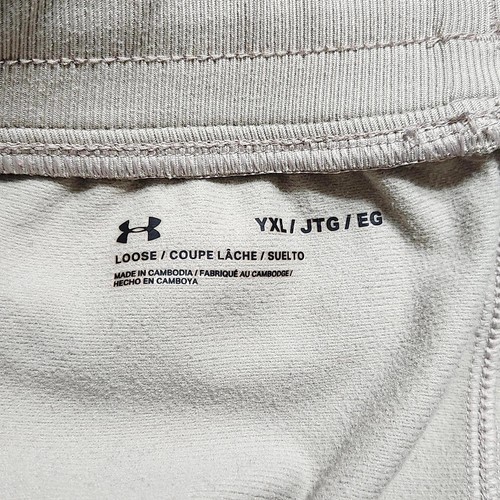 YXL / JTG / EG
LOOSE / COUPE LÂCHE / SUELTO
MADE IN CAMBODIA / FABRIQUÉ AU CAMBODGE /
HECHO EN CAMBOYA